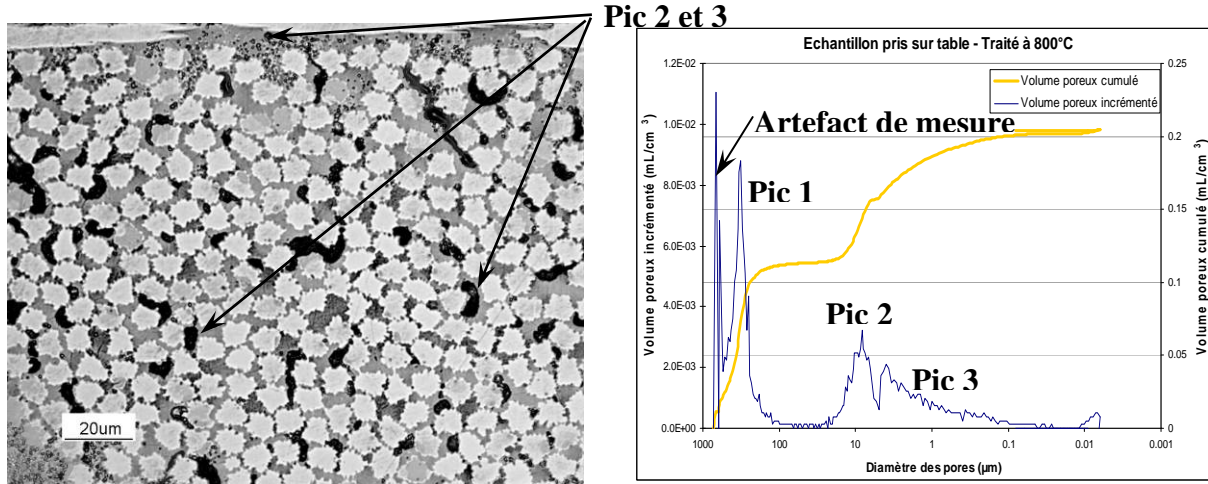 Pic 2 et 3
20um
Echantillon pris sur table - Traité à 800°C
Volume poreux cumulé
Volume poreux incrémenté
Artefact de mesure
Pic 1
Pic 2
Pic 3
Volume poreux incrémenté (mL/cm ³)
1.2E-02
1.0E-02
8.0E-03
6.0E-03
4.0E-03
2.0E-03
0.0E+00
0.25
0.2
0.15
0.1
0.05
0
Volume poreux cumulé (mL/cm ³)
1000 100 10 1 0.1 0.01 0.001
Diamètre des pores (µm)